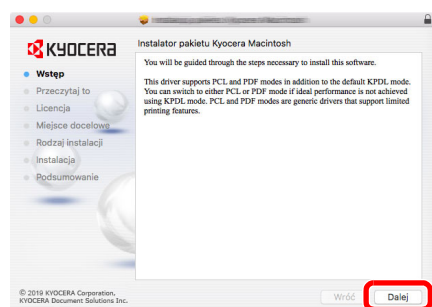 KYOCERA
Instalator pakietu Kyocera Macintosh
Wstęp
Przeczytaj to
Licencja
Miejsce docelowe
Rodzaj instalacji
Instalacja
Podsumowanie
You will be guided through the steps necessary to install this software.
This driver supports PCL and PDF modes in addition to the default KPDL mode.
You can switch to either PCL or PDF mode if ideal performance is not achieved
using KPDL mode. PCL and PDF modes are generic drivers that support limited
printing features.
© 2019 KYOCERA Corporation,
KYOCERA Document Solutions Inc.
Wróć
Dalej